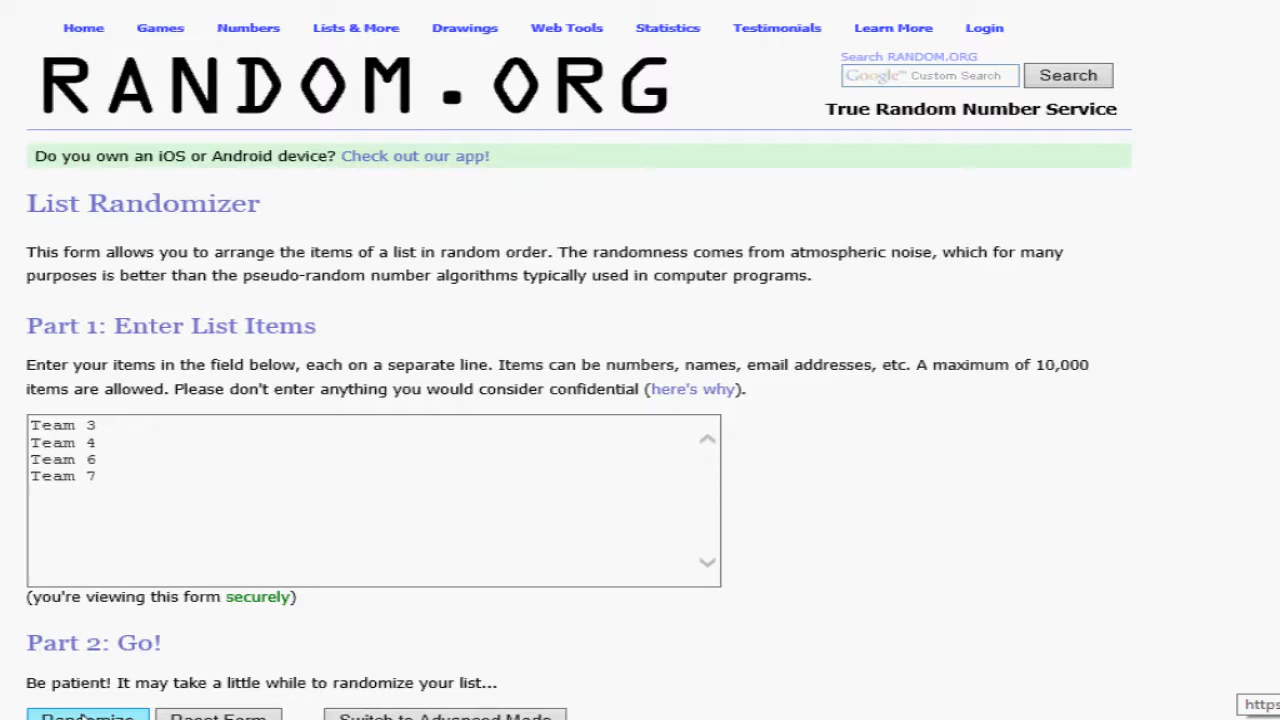 Home Games Numbers Lists & More Drawings Web Tools Statistics Testimonials Learn More Login
RANDOM.ORG
Search RANDOM.ORG
Google™ Custom Search Search
True Random Number Service
Do you own an iOS or Android device? Check out our app!
List Randomizer
This form allows you to arrange the items of a list in random order. The randomness comes from atmospheric noise, which for many
purposes is better than the pseudo-random number algorithms typically used in computer programs.
Part 1: Enter List Items
Enter your items in the field below, each on a separate line. Items can be numbers, names, email addresses, etc. A maximum of 10,000
items are allowed. Please don't enter anything you would consider confidential (here's why).
Team 3
Team 4
Team 6
Team 7
(you're viewing this form securely)
Part 2: Go!
Be patient! It may take a little while to randomize your list...
https
Randomize Reset Form Switch to Advanced Mode